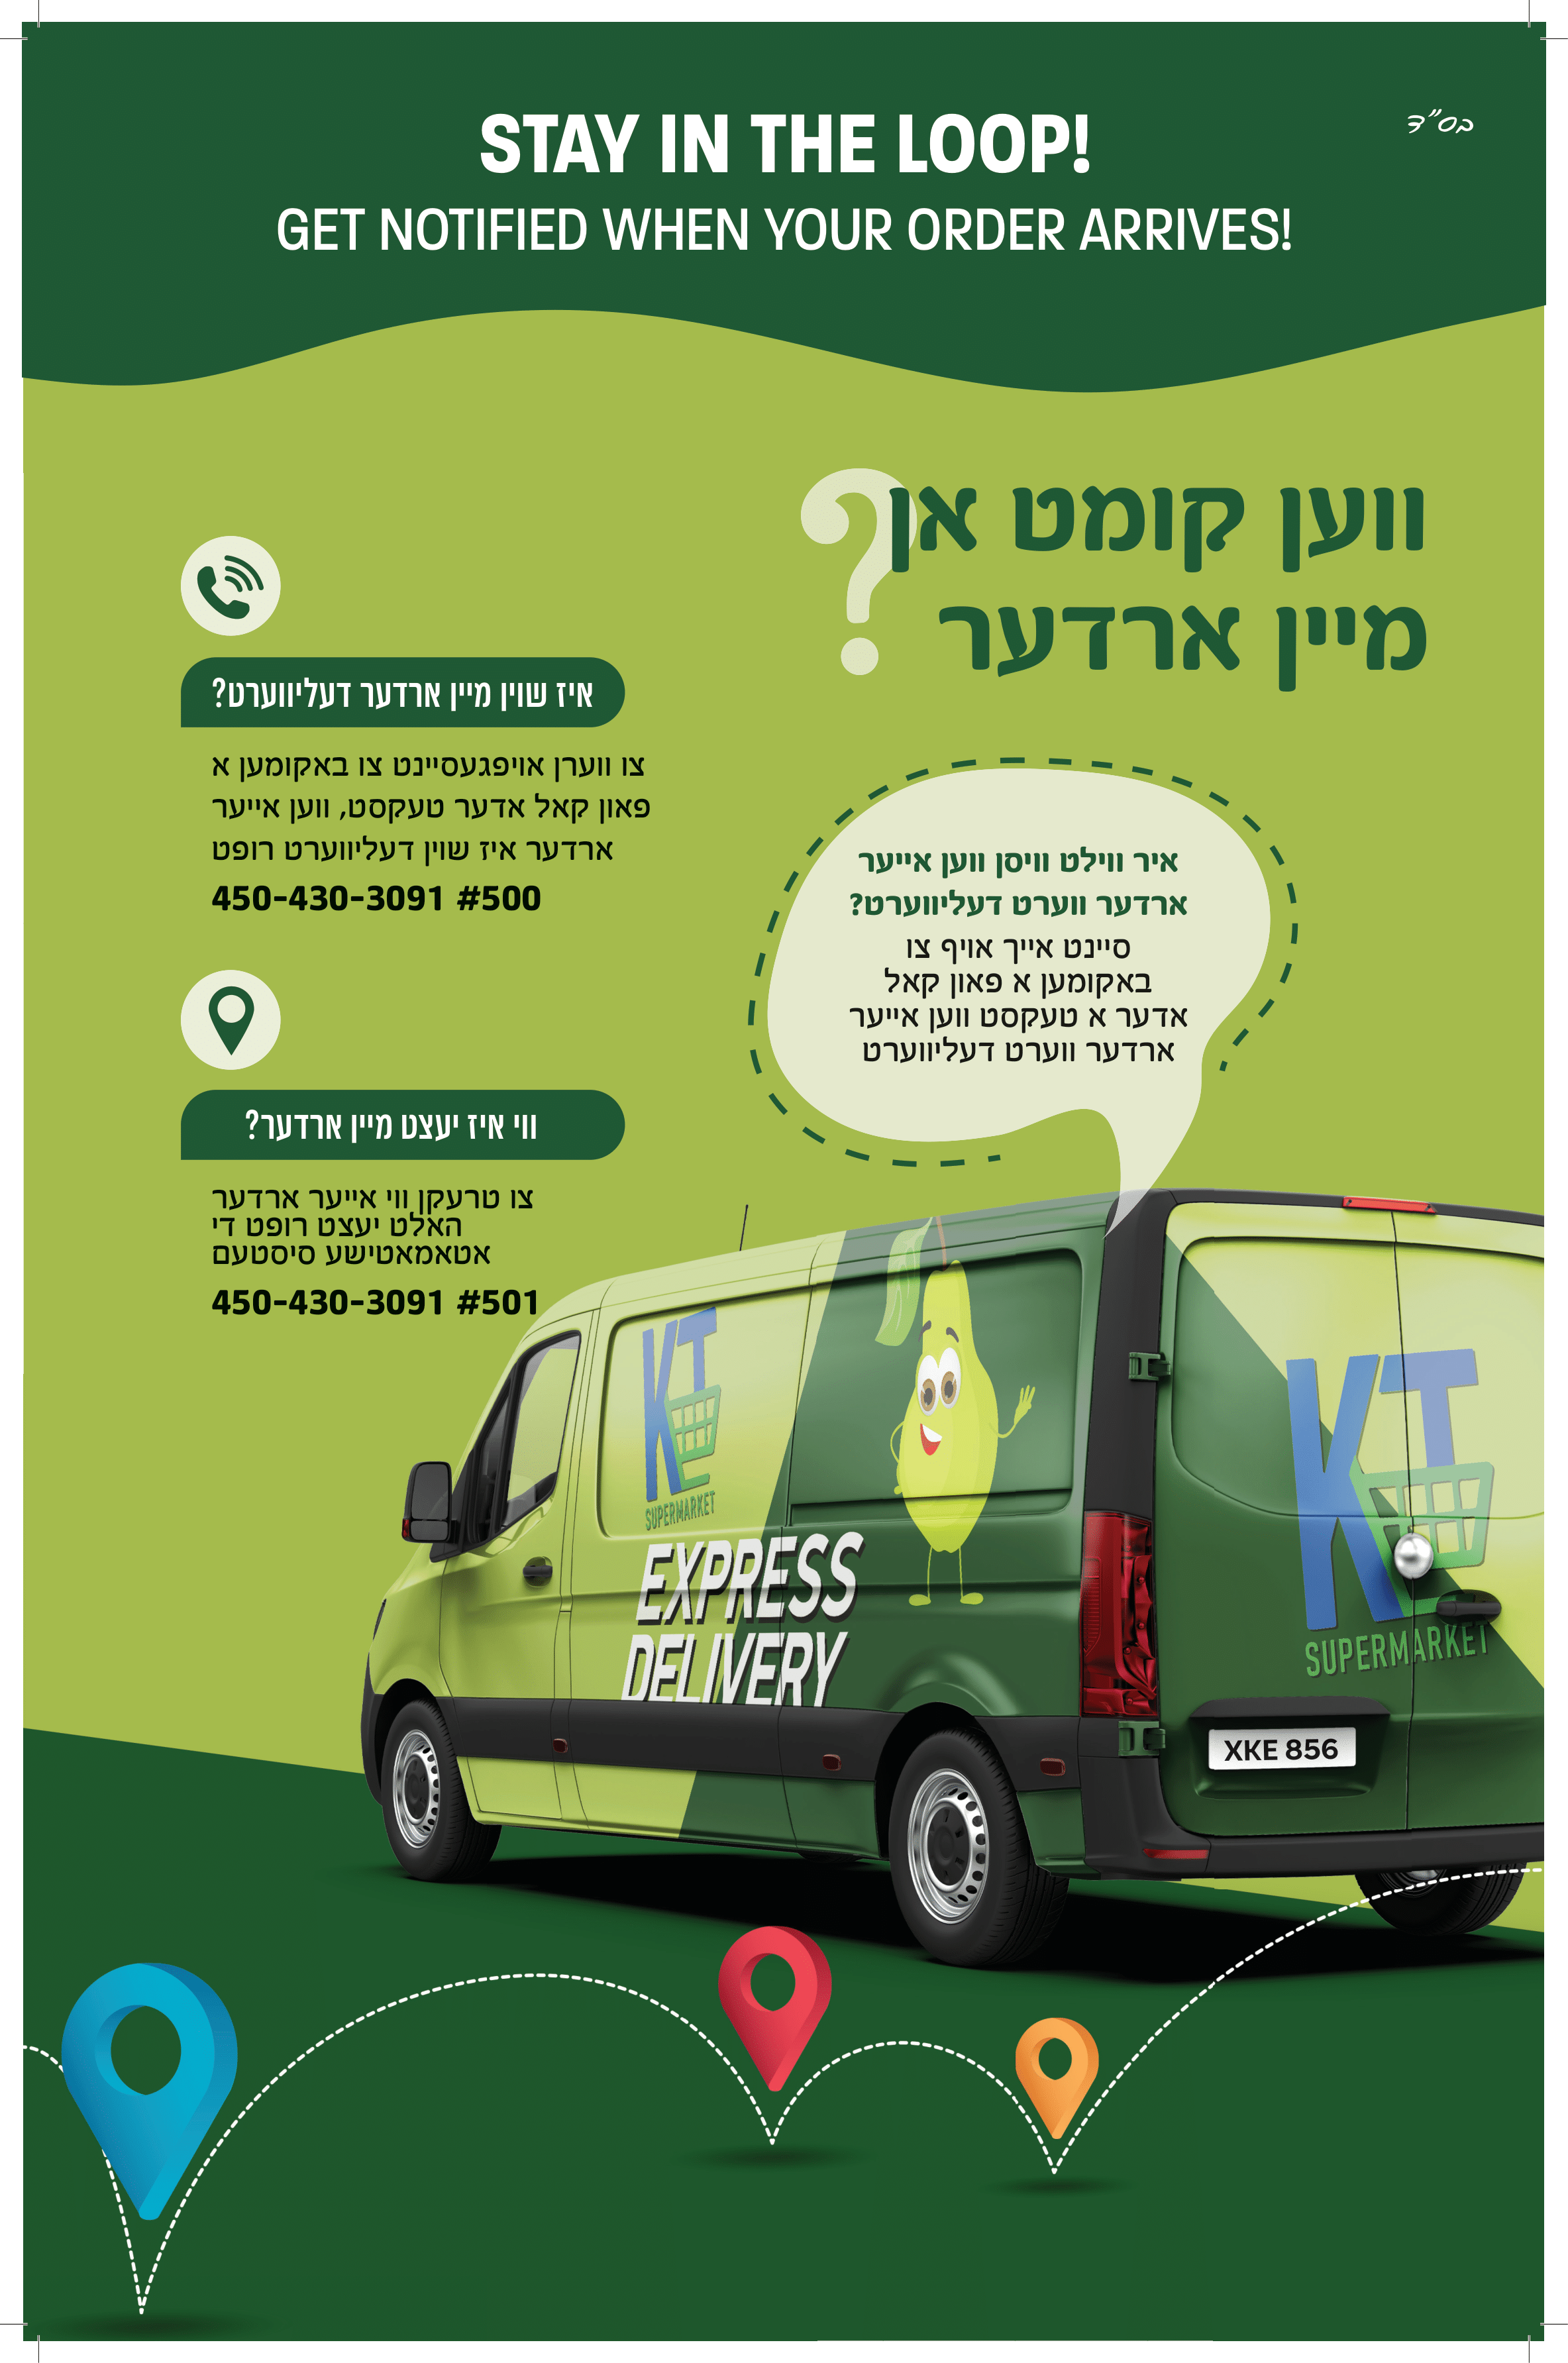 בס"ד
STAY IN THE LOOP!
GET NOTIFIED WHEN YOUR ORDER ARRIVES!
ווען קומט אן
מיין ארדער?
איר ווילט וויסן ווען אייער
ארדער ווערט דעליווערט?
סיינט אייך אויף צו
באקומען א פאון קאל
אדער א טעקסט ווען אייער
ארדער ווערט דעליווערט
איז שוין מיין ארדער דעליווערט?
צו ווערן אויפגעסיינט צו באקומען א
פאון קאל אדער טעקסט, ווען אייער
ארדער איז שוין דעליווערט רופט
450-430-3091 #500
ווי איז יעצט מיין ארדער?
צו טרעקן ווי אייער ארדער
האלט יעצט רופט די
אטאמאטישע סיסטעם
450-430-3091 #501
KT
SUPERMARKET
EXPRESS
DELIVERY
KT
SUPERMARKET
XKE 856